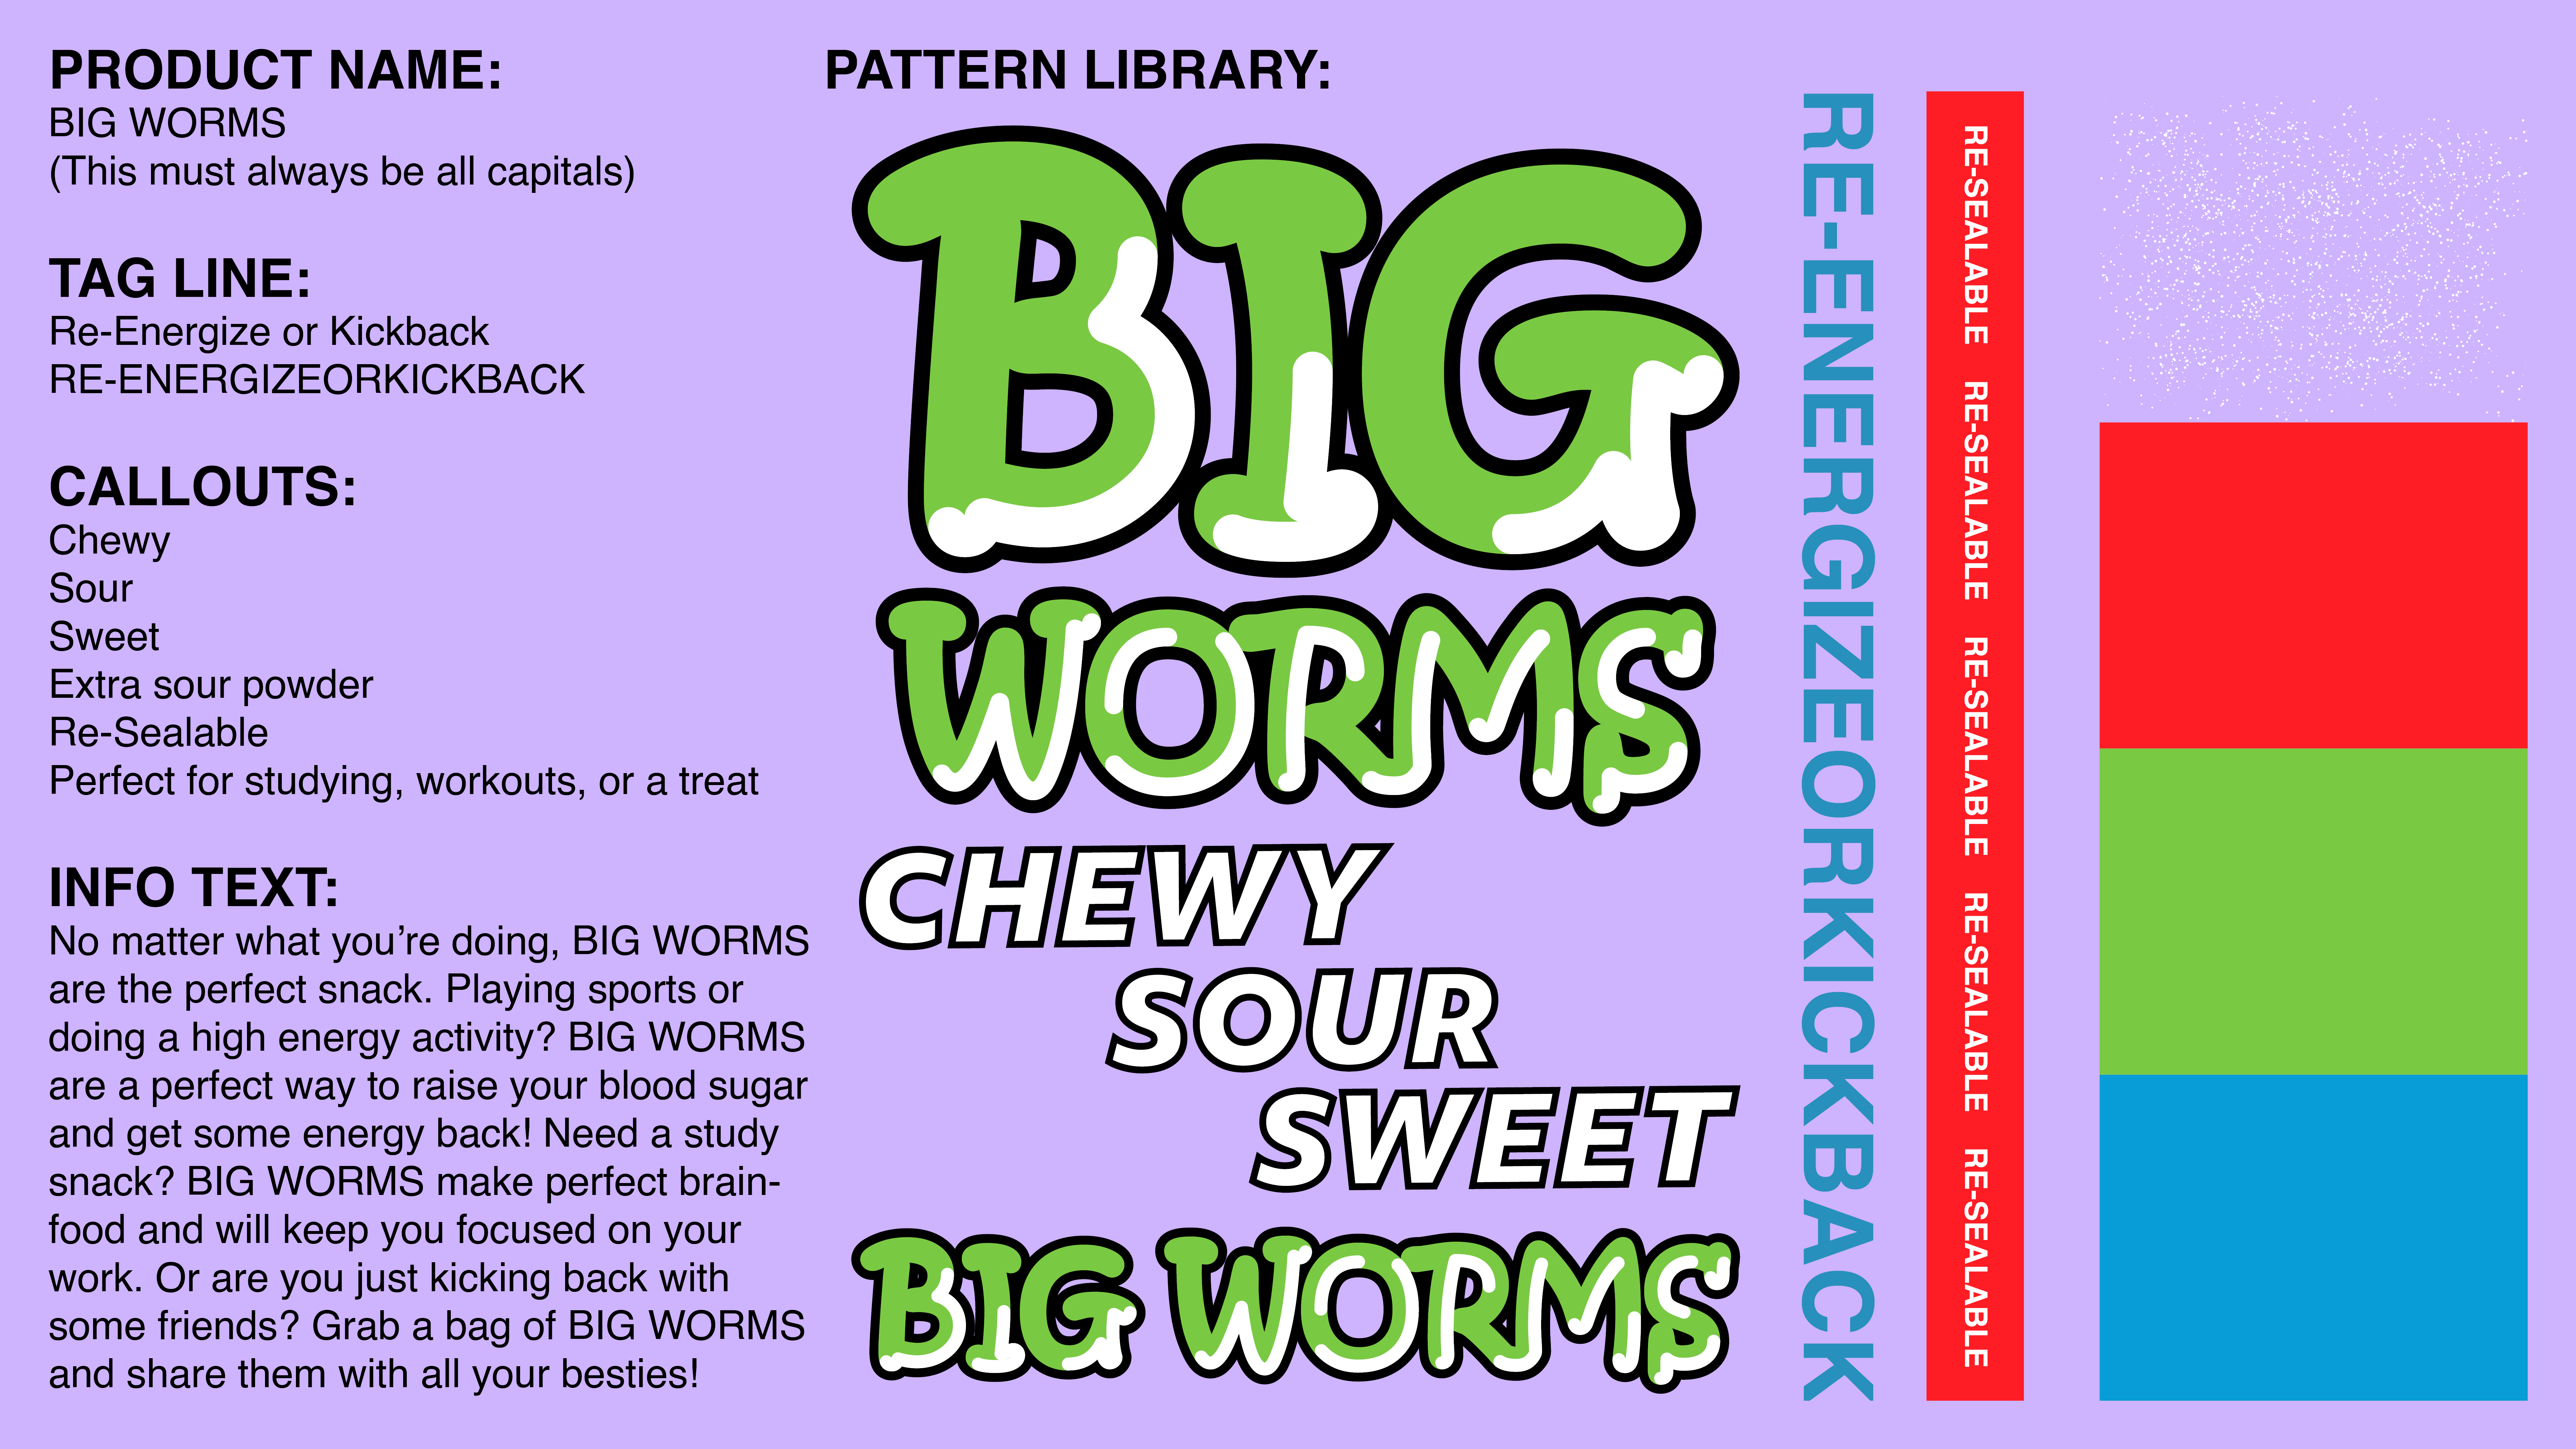 PRODUCT NAME:
BIG WORMS
(This must always be all capitals)
TAG LINE:
Re-Energize or Kickback
RE-ENERGIZEORKICKBACK
CALLOUTS:
Chewy
Sour
Sweet
Extra sour powder
Re-Sealable
Perfect for studying, workouts, or a treat
INFO TEXT:
No matter what you’re doing, BIG WORMS
are the perfect snack. Playing sports or
doing a high energy activity? BIG WORMS
are a perfect way to raise your blood sugar
and get some energy back! Need a study
snack? BIG WORMS make perfect brain-
food and will keep you focused on your
work. Or are you just kicking back with
some friends? Grab a bag of BIG WORMS
and share them with all your besties!
PATTERN LIBRARY:
BIG
WORMS
CHEWY
SOUR
SWEET
BIG WORMS
RE-ENERGIZEORKICKBACK
RE-SEALABLE RE-SEALABLE RE-SEALABLE RE-SEALABLE RE-SEALABLE